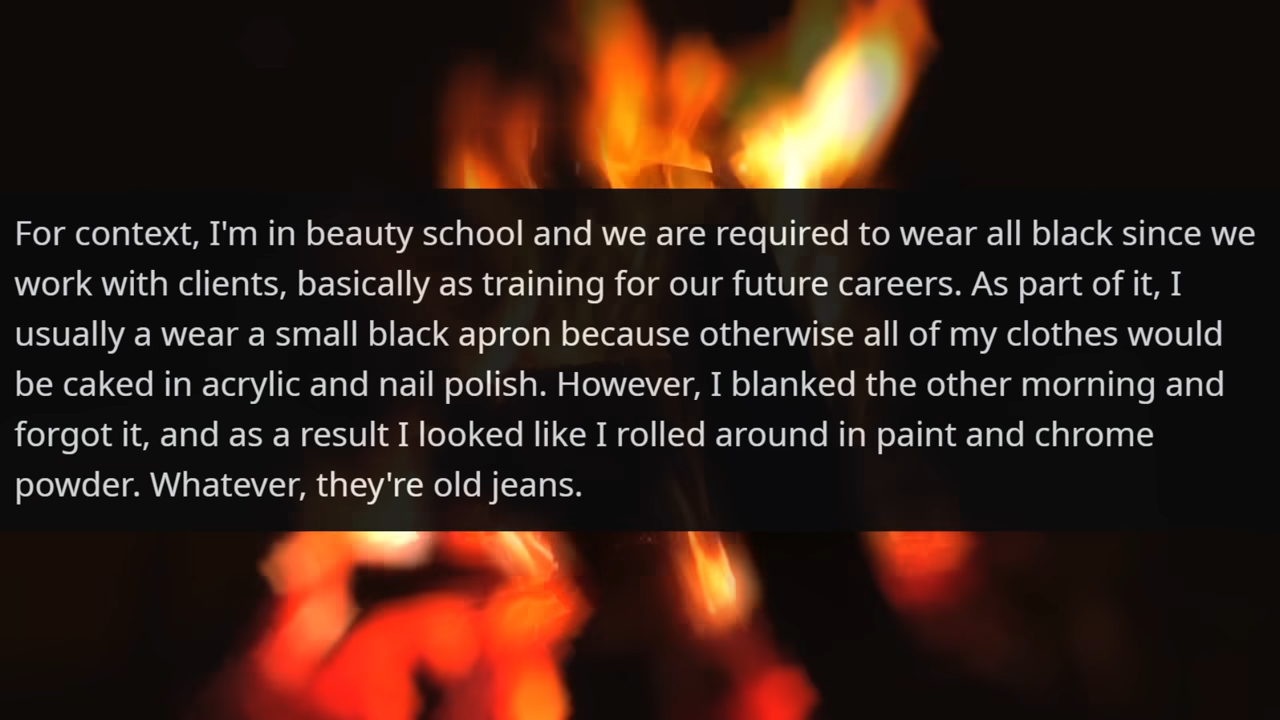 For context, I'm in beauty school and we are required to wear all black since we
work with clients, basically as training for our future careers. As part of it, I
usually a wear a small black apron because otherwise all of my clothes would
be caked in acrylic and nail polish. However, I blanked the other morning and
forgot it, and as a result I looked like I rolled around in paint and chrome
powder. Whatever, they're old jeans.